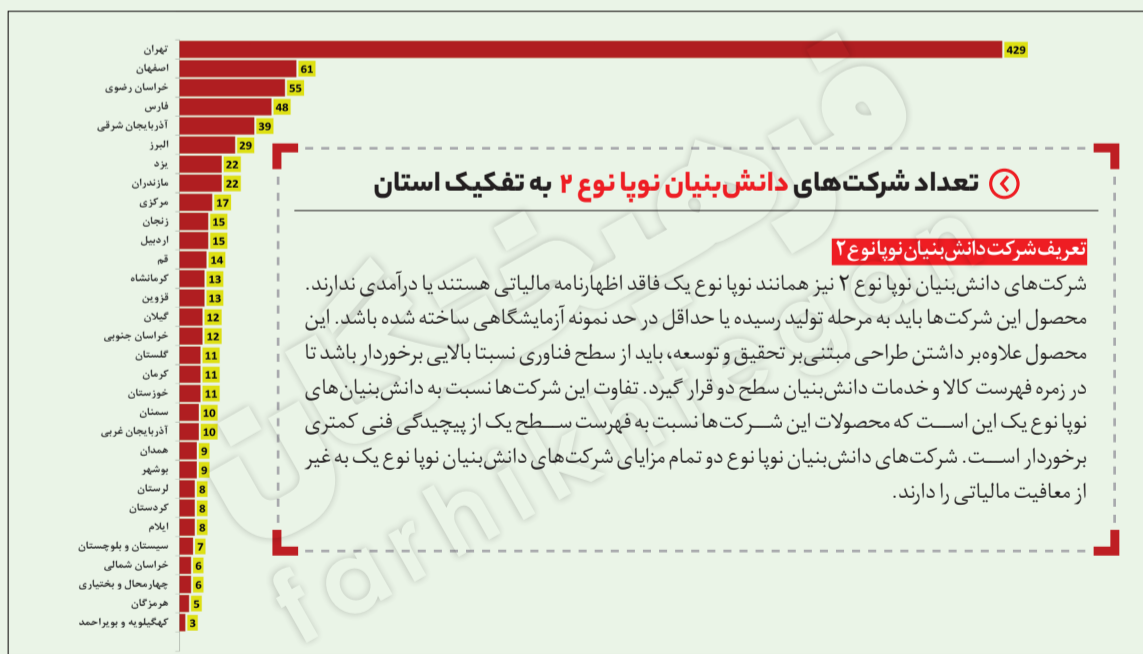 تعداد شرکت‌های دانش‌بنیان نوپا نوع ۲ به تفکیک استان
تعریف شرکت دانش‌بنیان نوپا نوع ۲
شرکت‌های دانش‌بنیان نوپا نوع ۲ نیز همانند نوپا نوع یک فاقد اظهارنامه مالیاتی هستند یا درآمدی ندارند.
محصول این شرکت‌ها باید به مرحله تولید رسیده یا حداقل در حد نمونه آزمایشگاهی ساخته شده باشد. این
محصول علاوه‌بر داشتن طراحی مبتنی‌بر تحقیق و توسعه، باید از سطح فناوری نسبتا بالایی برخوردار باشد تا
در زمره فهرست کالا و خدمات دانش‌بنیان سطح دو قرار گیرد. تفاوت این شرکت‌ها نسبت به دانش‌بنیان‌های
نوپا نوع یک این است که محصولات این شرکت‌ها نسبت به فهرست سطح یک از پیچیدگی فنی کمتری
برخوردار است. شرکت‌های دانش‌بنیان نوپا نوع دو تمام مزایای شرکت‌های دانش‌بنیان نوپا نوع یک به غیر
از معافیت مالیاتی را دارند.
تهران 429
اصفهان 61
خراسان رضوی 55
فارس 48
آذربایجان شرقی 39
البرز 29
یزد 22
مازندران 22
مرکزی 17
زنجان 15
اردبیل 15
قم 14
کرمانشاه 13
قزوین 13
گیلان 12
خراسان جنوبی 12
گلستان 11
کرمان 11
خوزستان 11
سمنان 10
آذربایجان غربی 10
همدان 9
بوشهر 9
لرستان 8
کردستان 8
ایلام 8
سیستان و بلوچستان 7
خراسان شمالی 6
چهارمحال و بختیاری 6
هرمزگان 5
کهگیلویه و بویراحمد 3
فرهیختگان
farhikhtegan